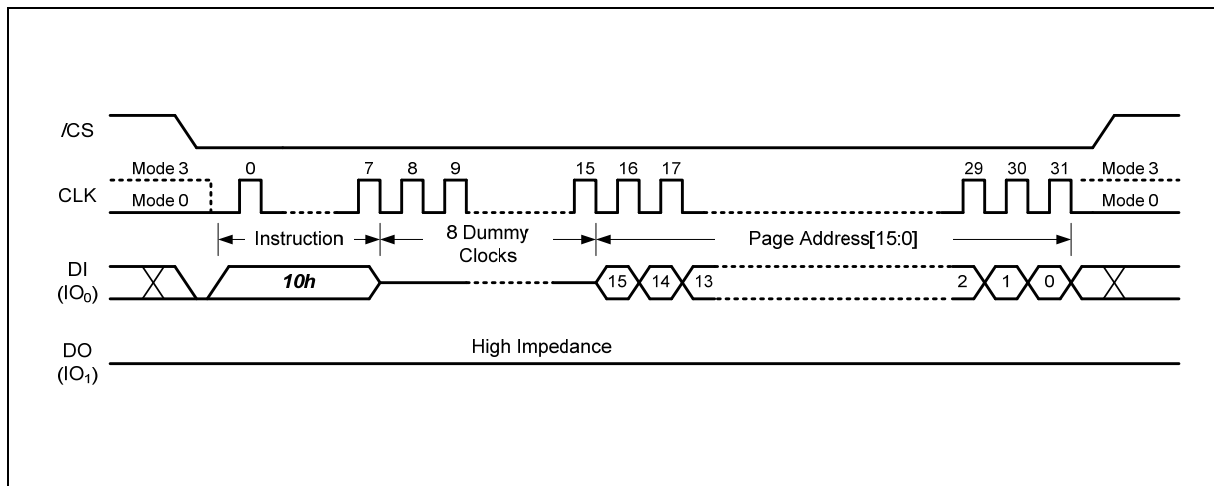 /CS
Mode 3 0 7 8 9 15 16 17 29 30 31 Mode 3
CLK
Mode 0 Mode 0
Instruction 8 Dummy Clocks Page Address[15:0]
DI (IO₀)
10h 15 14 13 2 1 0
High Impedance
DO (IO₁)